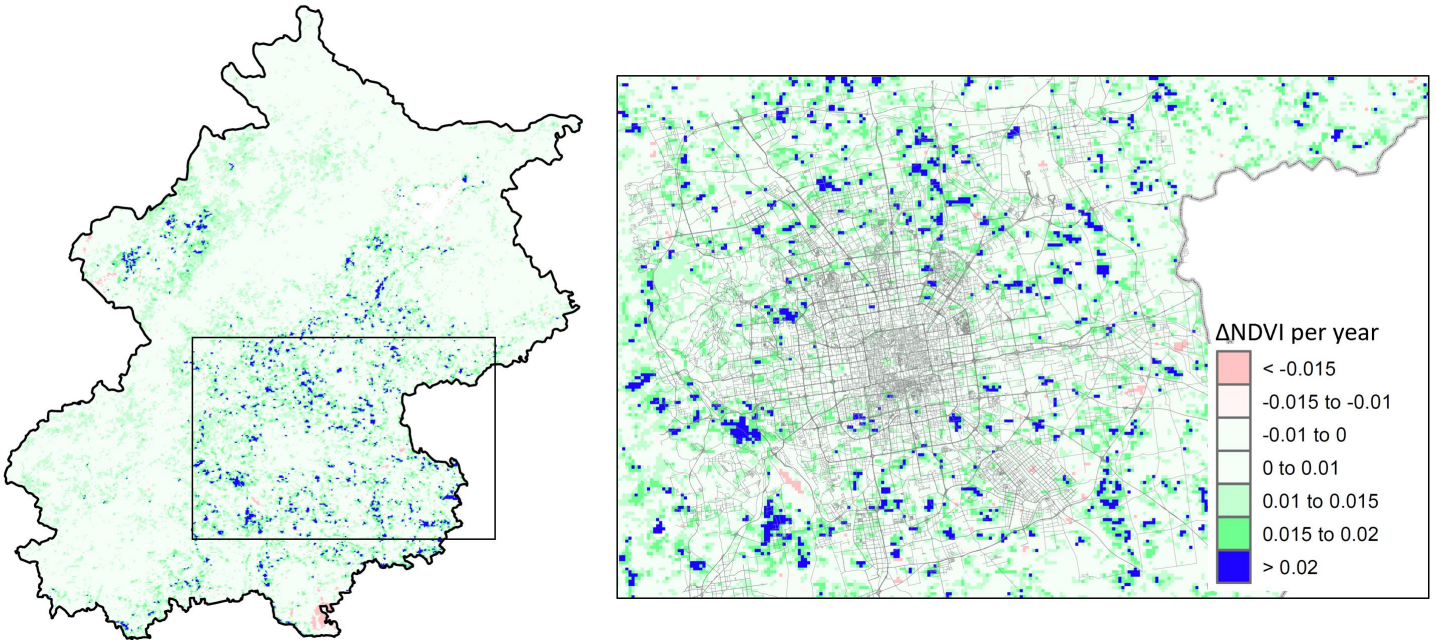 ΔNDVI per year
< -0.015
-0.015 to -0.01
-0.01 to 0
0 to 0.01
0.01 to 0.015
0.015 to 0.02
> 0.02